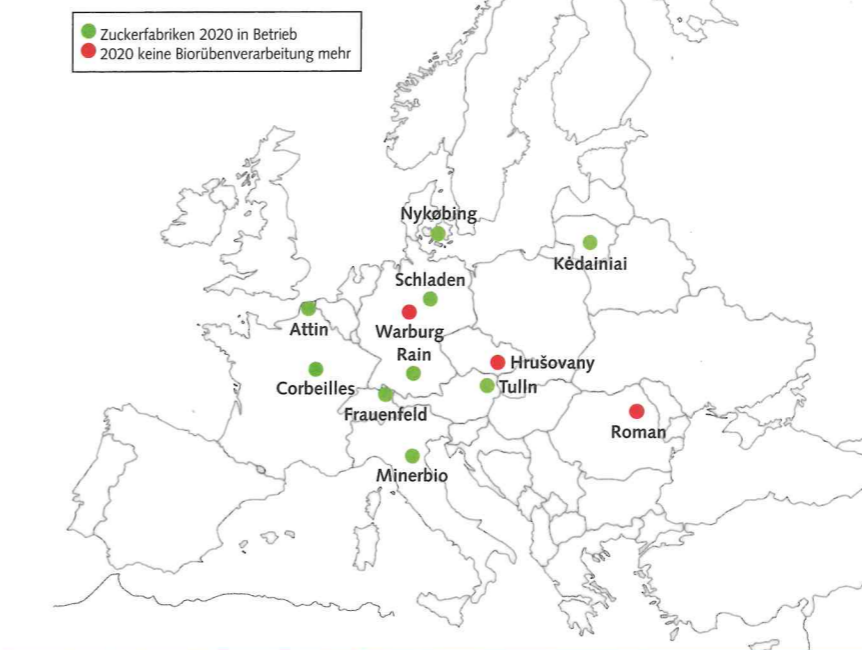 Zuckerfabriken 2020 in Betrieb
2020 keine Biorübenverarbeitung mehr
Nykøbing
Kėdainiai
Schladen
Attin
Warburg
Rain
Hrušovany
Corbeilles
Tulln
Frauenfeld
Roman
Minerbio